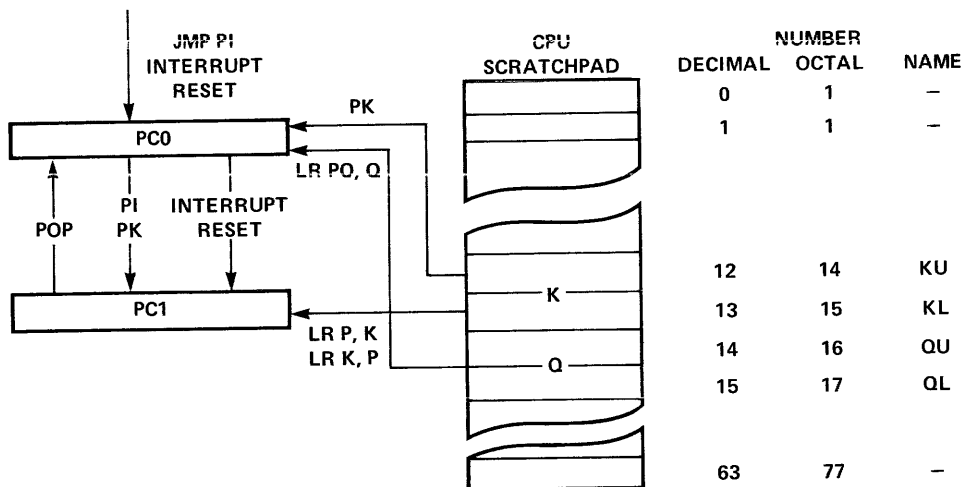 JMP PI
INTERRUPT
RESET
PC0
PK
LR PO, Q
POP
PI
PK
INTERRUPT
RESET
PC1
LR P, K
LR K, P
CPU
SCRATCHPAD
K
Q
NUMBER
DECIMAL OCTAL NAME
0 1 –
1 1 –
12 14 KU
13 15 KL
14 16 QU
15 17 QL
63 77 –